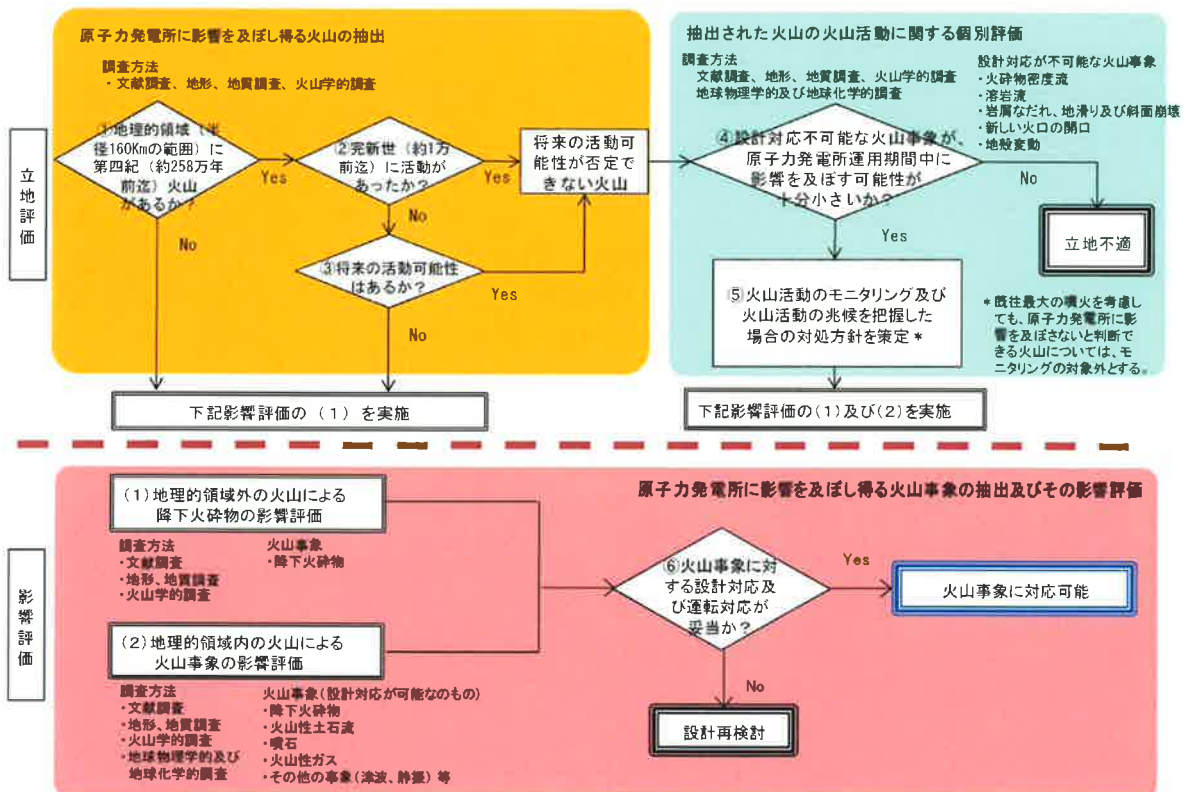 原子力発電所に影響を及ぼし得る火山の抽出
調査方法
・文献調査、地形、地質調査、火山学的調査
立地評価
①地理的領域（半
径160Kmの範囲）に
第四紀（約258万年
前迄）火山
があるか？
Yes
No
②完新世（約1万
前迄）に活動が
あったか？
Yes
No
③将来の活動可能性
はあるか？
Yes
No
将来の活動可
能性が否定で
きない火山
下記影響評価の（1）を実施
抽出された火山の火山活動に関する個別評価
調査方法
文献調査、地形、地質調査、火山学的調査
地球物理学的及び地球化学的調査
設計対応が不可能な火山事象
・火砕物密度流
・溶岩流
・岩屑なだれ、地滑り及び斜面崩壊
・新しい火口の開口
・地殻変動
④設計対応不可能な火山事象が、
原子力発電所運用期間中に
影響を及ぼす可能性が
十分小さいか？
No
Yes
立地不適
⑤火山活動のモニタリング及び
火山活動の兆候を把握した
場合の対処方針を策定＊
＊既往最大の噴火を考慮し
ても、原子力発電所に影
響を及ぼさないと判断で
きる火山については、モ
ニタリングの対象外とする。
下記影響評価の(1)及び(2)を実施
原子力発電所に影響を及ぼし得る火山事象の抽出及びその影響評価
影響評価
(1)地理的領域外の火山による
降下火砕物の影響評価
調査方法
・文献調査
・地形、地質調査
・火山学的調査
火山事象
・降下火砕物
(2)地理的領域内の火山による
火山事象の影響評価
調査方法
・文献調査
・地形、地質調査
・火山学的調査
・地球物理学的及び
地球化学的調査
火山事象(設計対応が可能なのもの)
・降下火砕物
・火山性土石流
・噴石
・火山性ガス
・その他の事象(津波、静振)等
⑥火山事象に対
する設計対応及
び運転対応が
妥当か？
Yes
No
火山事象に対応可能
設計再検討